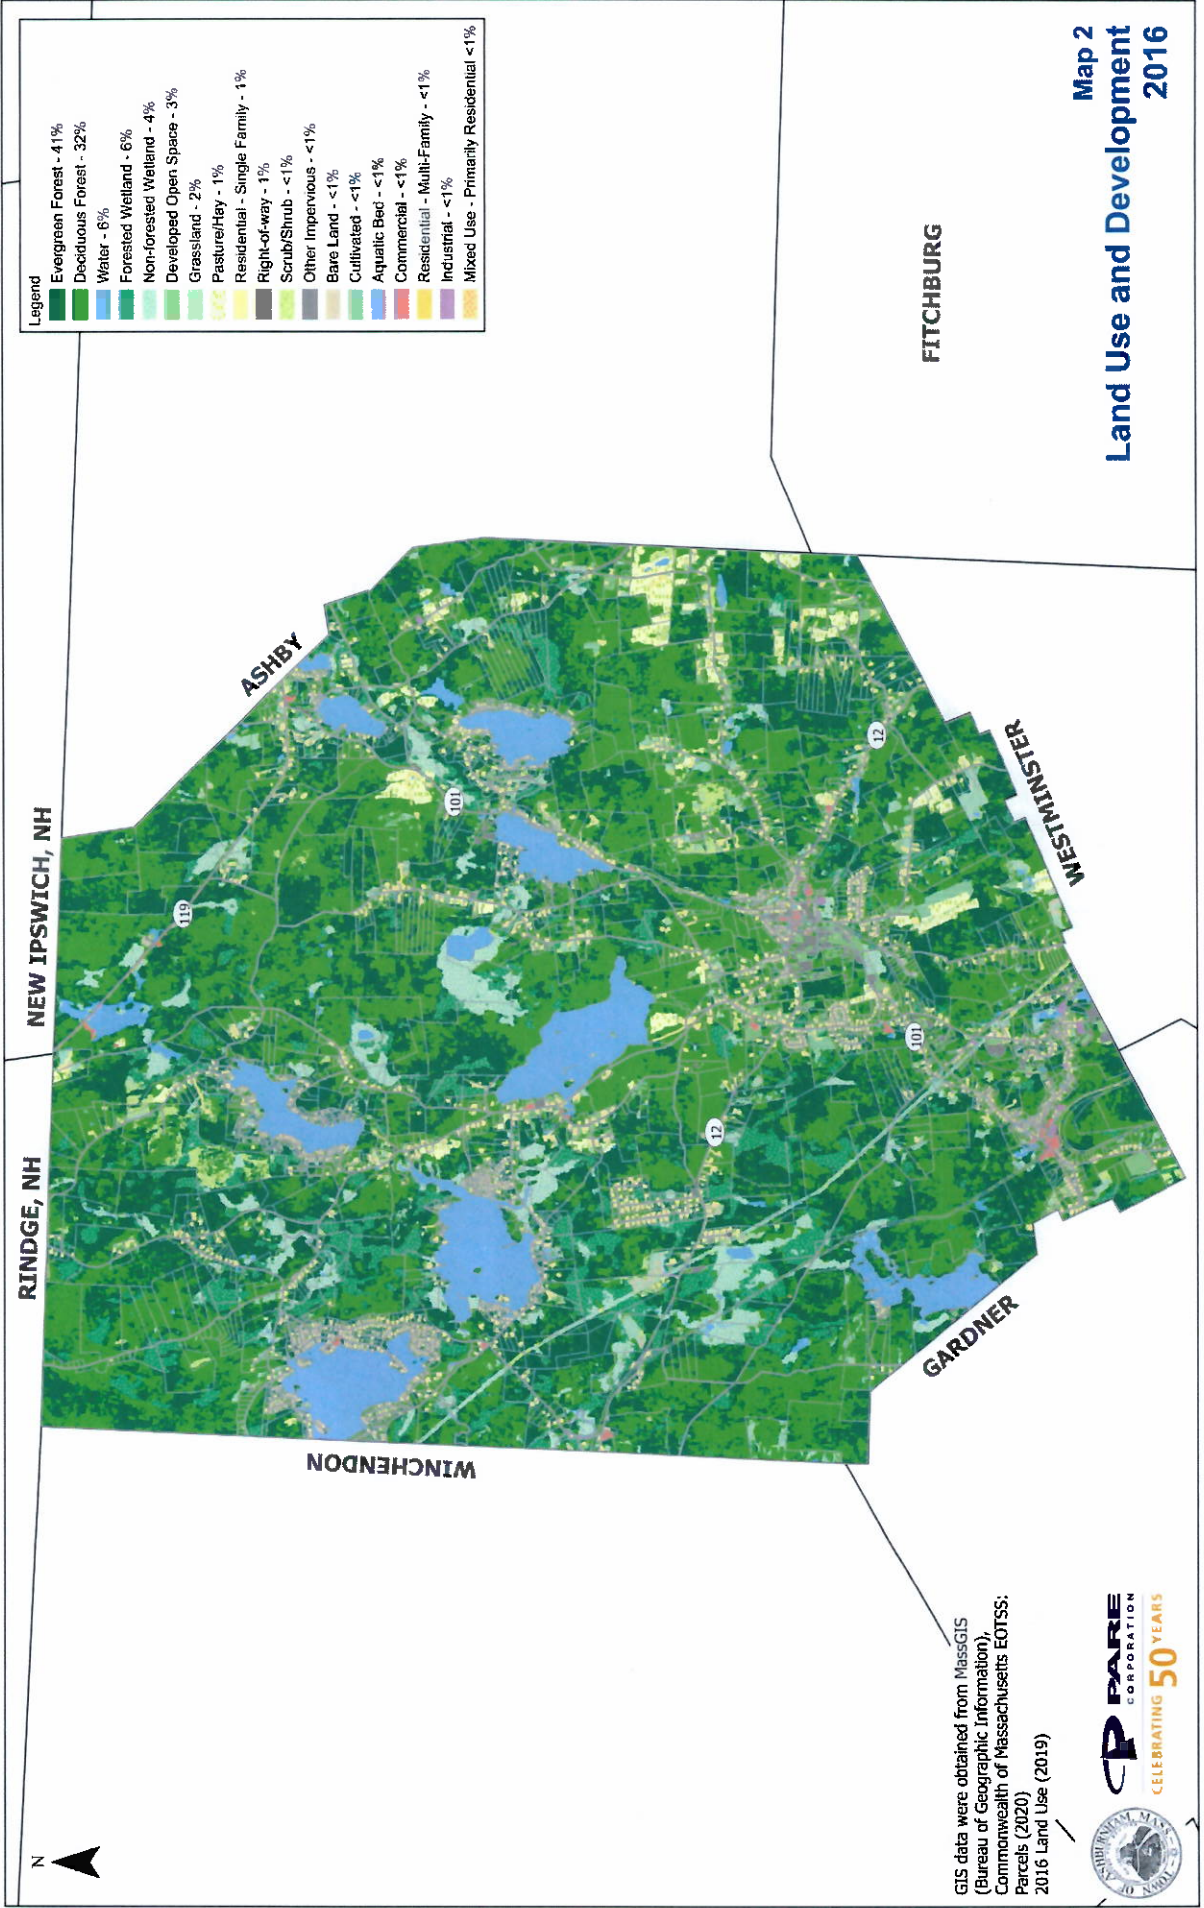 N
RINDGE, NH
NEW IPSWICH, NH
ASHBY
WINCHENDON
GARDNER
WESTMINSTER
FITCHBURG
119
101
12
12
101
Legend
Evergreen Forest - 41%
Deciduous Forest - 32%
Water - 6%
Forested Wetland - 6%
Non-forested Wetland - 4%
Developed Open Space - 3%
Grassland - 2%
Pasture/Hay - 1%
Residential - Single Family - 1%
Right-of-way - 1%
Scrub/Shrub - <1%
Other Impervious - <1%
Bare Land - <1%
Cultivated - <1%
Aquatic Bed - <1%
Commercial - <1%
Residential - Multi-Family - <1%
Industrial - <1%
Mixed Use - Primarily Residential <1%
GIS data were obtained from MassGIS
(Bureau of Geographic Information),
Commonwealth of Massachusetts EOTSS:
Parcels (2020)
2016 Land Use (2019)
TOWN OF ASHBURNHAM, MASS
PARE
CORPORATION
CELEBRATING 50 YEARS
Map 2
Land Use and Development
2016